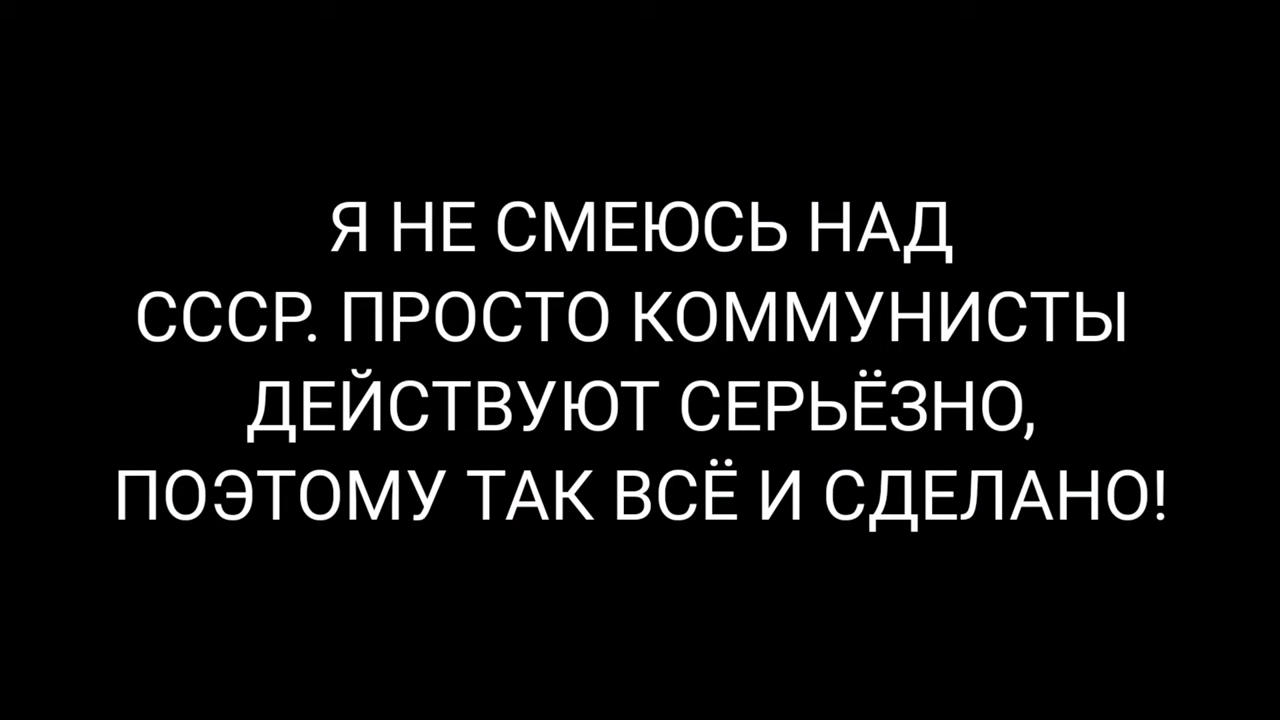 Я НЕ СМЕЮСЬ НАД
СССР. ПРОСТО КОММУНИСТЫ
ДЕЙСТВУЮТ СЕРЬЁЗНО,
ПОЭТОМУ ТАК ВСЁ И СДЕЛАНО!